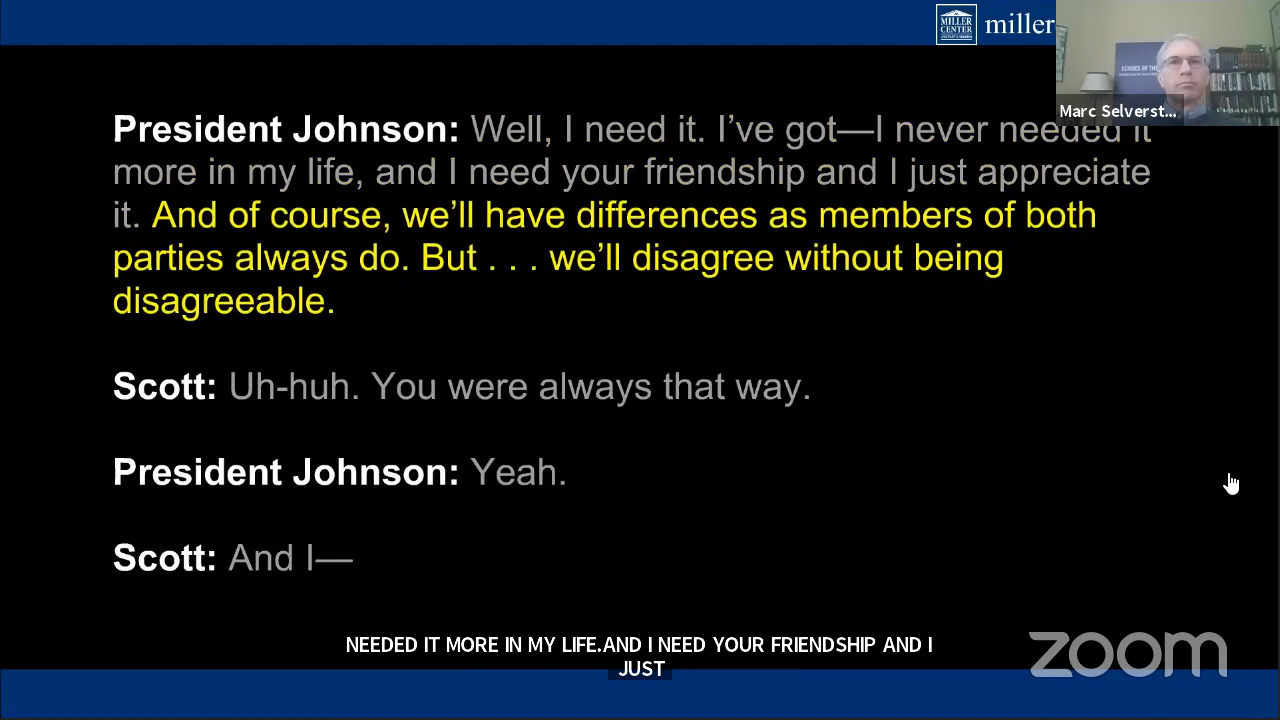 MILLER
CENTER
miller
ECHOES OF THE
Marc Selverst...
President Johnson: Well, I need it. I've got—I never needed it
more in my life, and I need your friendship and I just appreciate
it. And of course, we'll have differences as members of both
parties always do. But . . . we'll disagree without being
disagreeable.
Scott: Uh-huh. You were always that way.
President Johnson: Yeah.
Scott: And I—
NEEDED IT MORE IN MY LIFE.AND I NEED YOUR FRIENDSHIP AND I
JUST
zoom